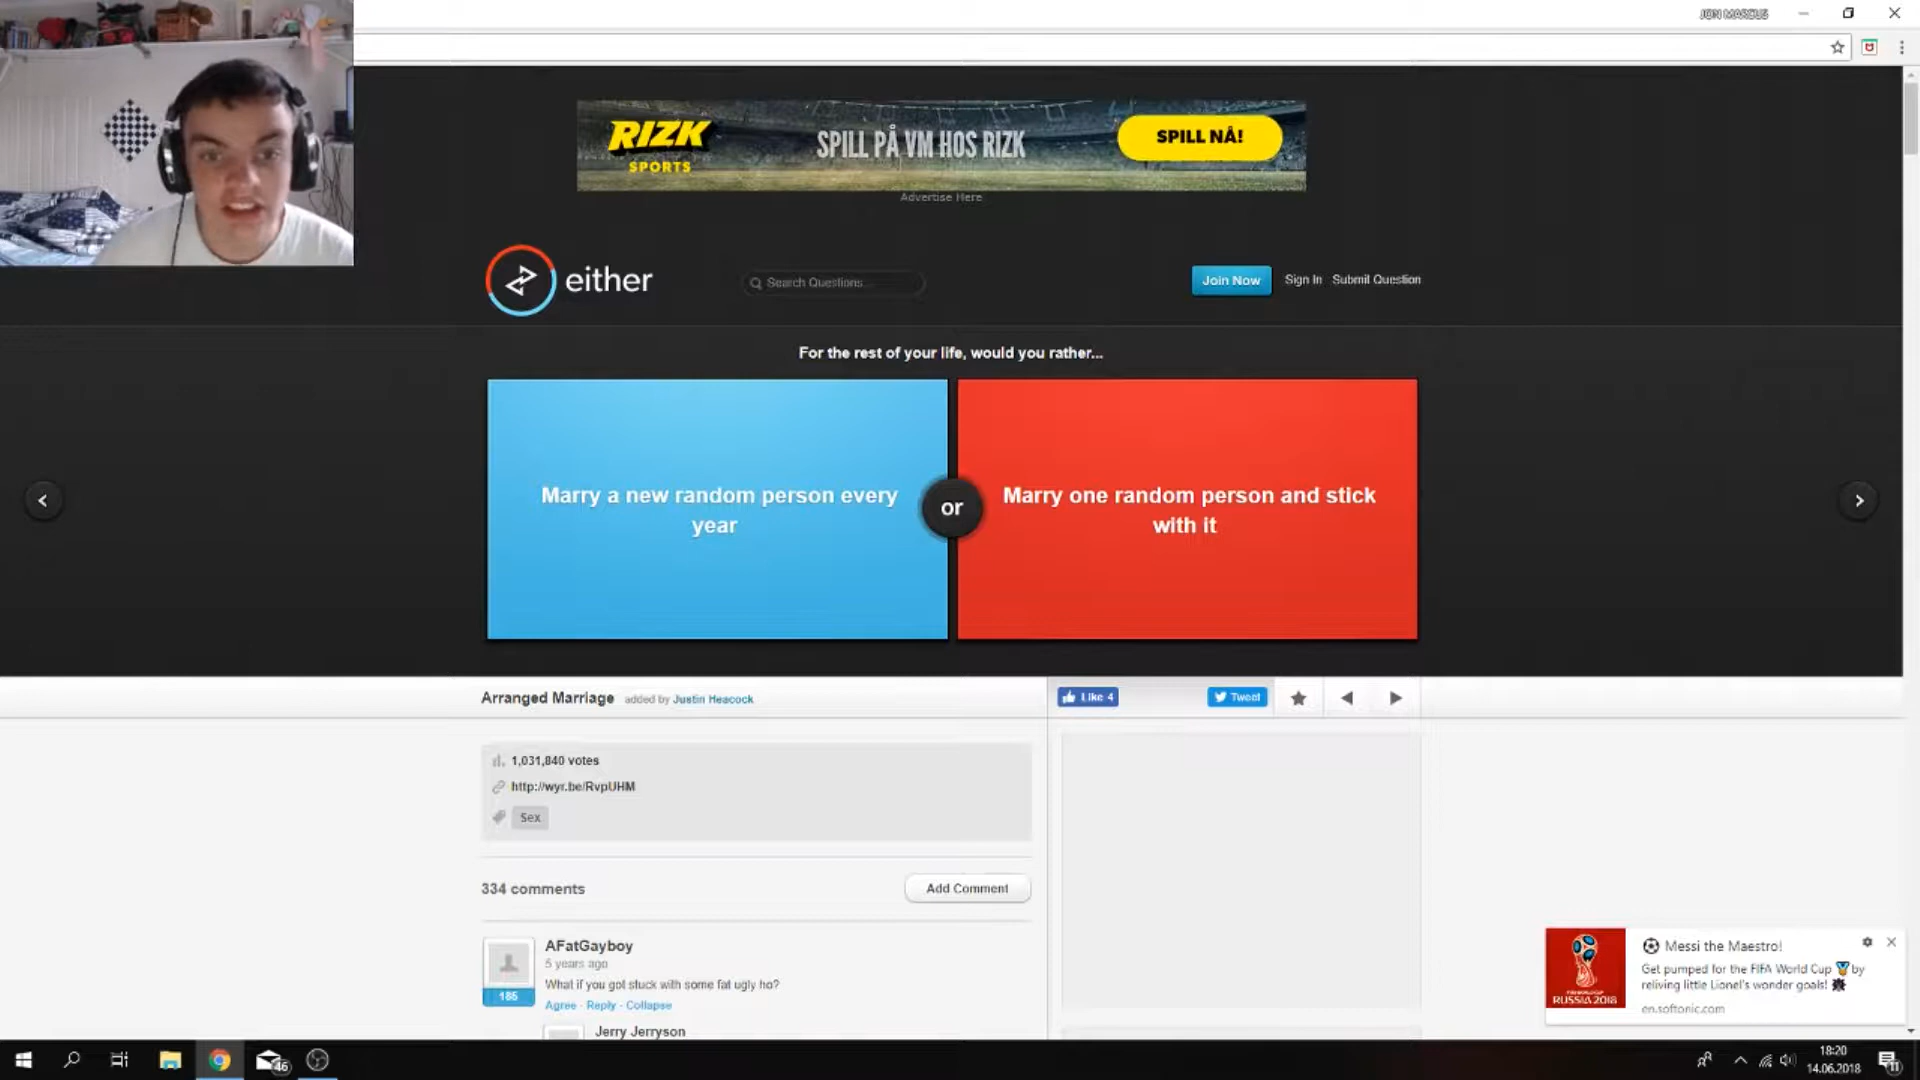 JON MARCUS
RIZK
SPORTS
SPILL PÅ VM HOS RIZK
SPILL NÅ!
Advertise Here
either
Search Questions...
Join Now
Sign In
Submit Question
For the rest of your life, would you rather...
Marry a new random person every
year
or
Marry one random person and stick
with it
Arranged Marriage added by Justin Heacock
Like 4
Tweet
1,031,840 votes
http://wyr.be/RvpUHM
Sex
334 comments
Add Comment
AFatGayboy
5 years ago
What if you got stuck with some fat ugly ho?
185
Agree · Reply · Collapse
Jerry Jerryson
Messi the Maestro!
Get pumped for the FIFA World Cup by
reliving little Lionel's wonder goals!
en.softonic.com
RUSSIA 2018
46
18:20
14.06.2018
11